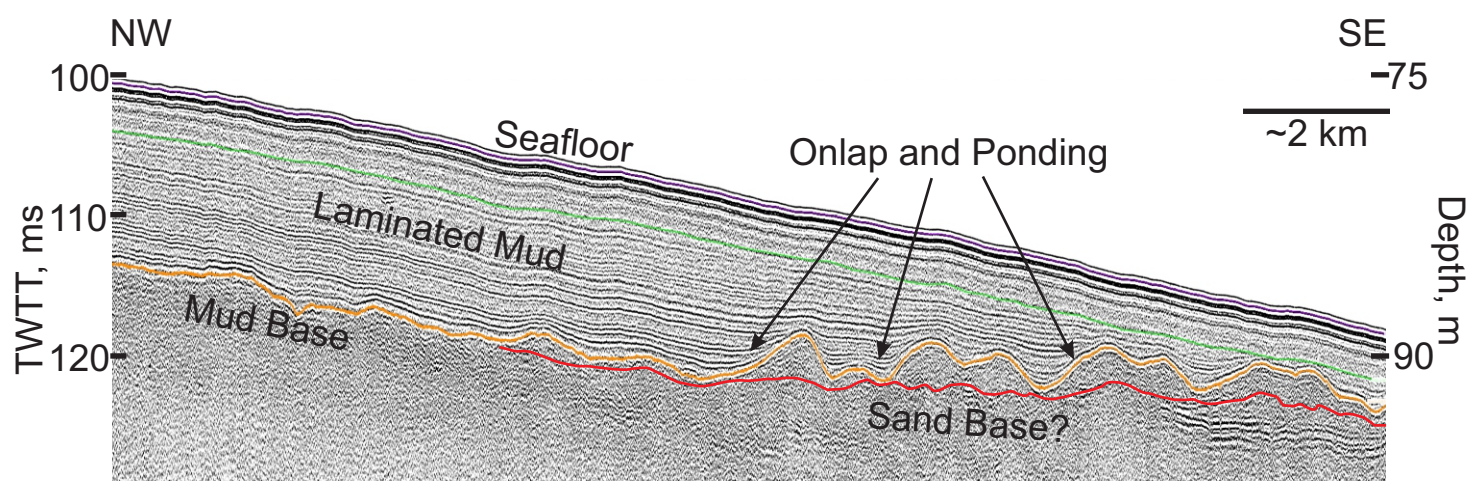 NW
SE
100
75
~2 km
Seafloor
Onlap and Ponding
110
Laminated Mud
Depth, m
TWTT, ms
Mud Base
120
90
Sand Base?